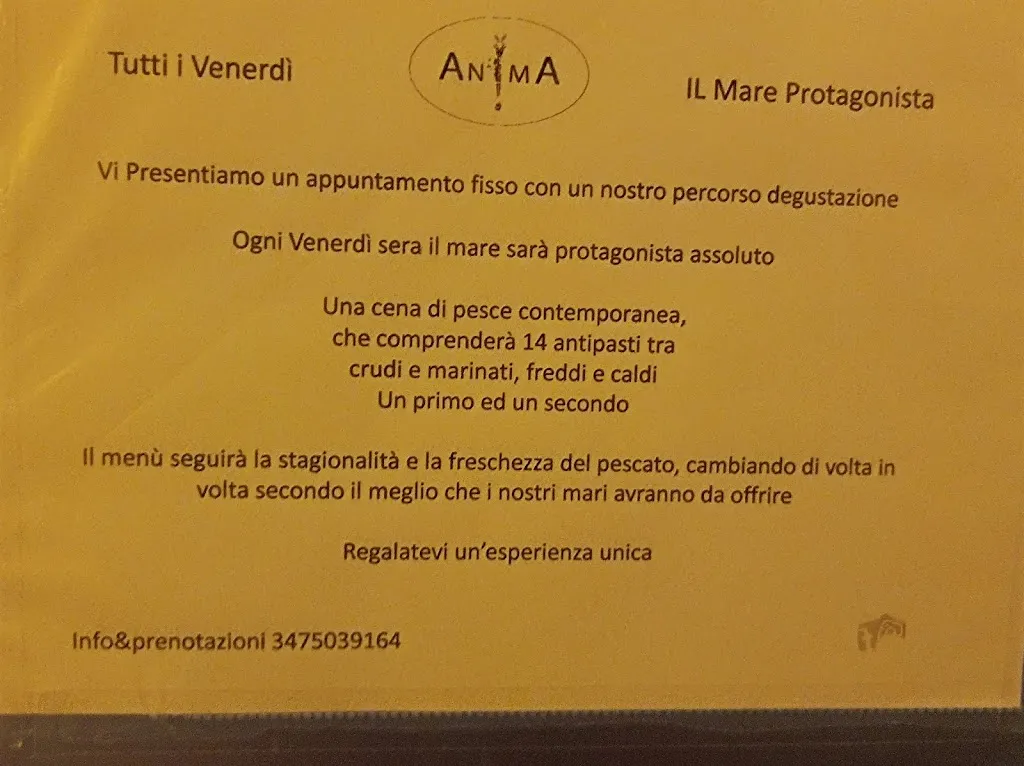 Tutti i Venerdì
ANIMA
IL Mare Protagonista
Vi Presentiamo un appuntamento fisso con un nostro percorso degustazione
Ogni Venerdì sera il mare sarà protagonista assoluto
Una cena di pesce contemporanea,
che comprenderà 14 antipasti tra
crudi e marinati, freddi e caldi
Un primo ed un secondo
Il menù seguirà la stagionalità e la freschezza del pescato, cambiando di volta in
volta secondo il meglio che i nostri mari avranno da offrire
Regalatevi un'esperienza unica
Info&prenotazioni 3475039164